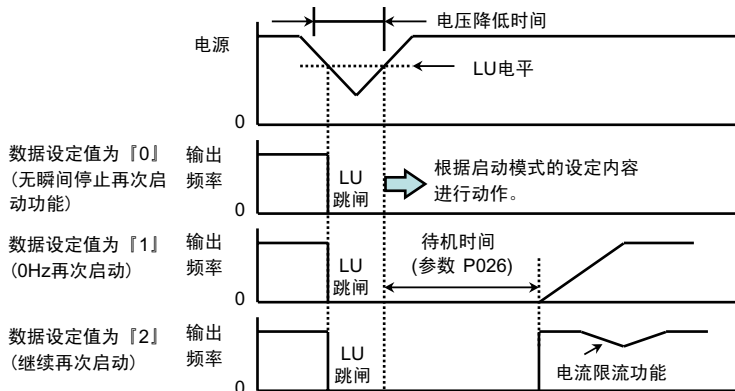 电压降低时间
电源
LU电平
0
数据设定值为『0』
(无瞬间停止再次启
动功能)
输出
频率
LU
跳闸
根据启动模式的设定内容
进行动作。
0
数据设定值为『1』
(0Hz再次启动)
输出
频率
LU
跳闸
待机时间
(参数 P026)
0
数据设定值为『2』
(继续再次启动)
输出
频率
LU
跳闸
电流限流功能
0